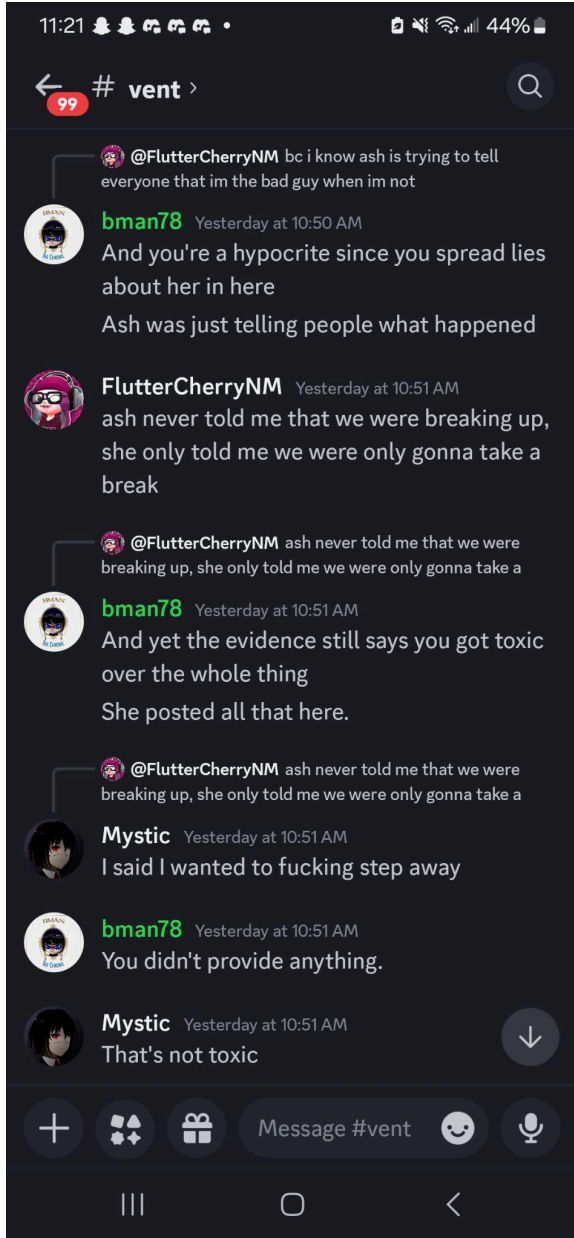 11:21
44%
99
# vent
@FlutterCherryNM bc i know ash is trying to tell
everyone that im the bad guy when im not
BMAN
bman78 Yesterday at 10:50 AM
And you're a hypocrite since you spread lies
about her in here
Ash was just telling people what happened
FlutterCherryNM Yesterday at 10:51 AM
ash never told me that we were breaking up,
she only told me we were only gonna take a
break
@FlutterCherryNM ash never told me that we were
breaking up, she only told me we were only gonna take a
BMAN
bman78 Yesterday at 10:51 AM
And yet the evidence still says you got toxic
over the whole thing
She posted all that here.
@FlutterCherryNM ash never told me that we were
breaking up, she only told me we were only gonna take a
Mystic Yesterday at 10:51 AM
I said I wanted to fucking step away
BMAN
bman78 Yesterday at 10:51 AM
You didn't provide anything.
Mystic Yesterday at 10:51 AM
That's not toxic
Message #vent